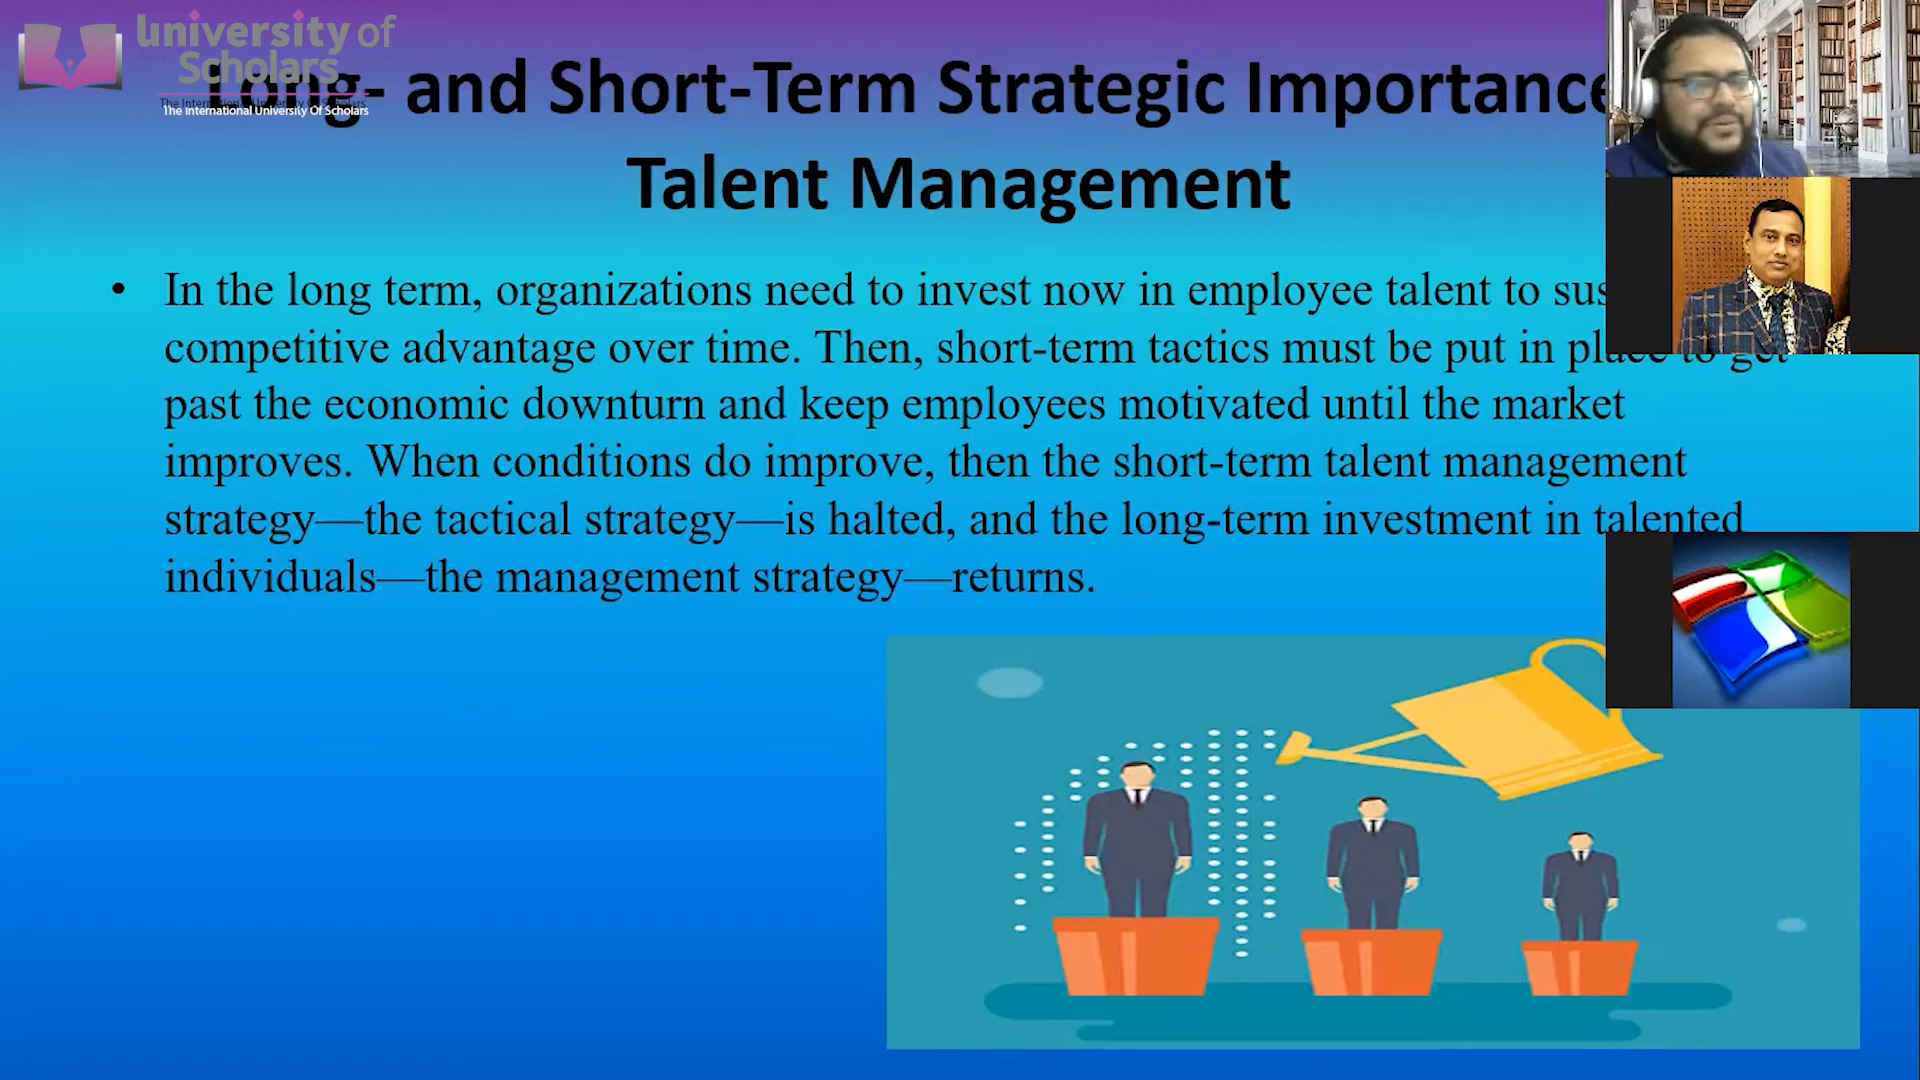 University of
Scholars
The International University Of Scholars
Long- and Short-Term Strategic Importance
Talent Management
• In the long term, organizations need to invest now in employee talent to
competitive advantage over time. Then, short-term tactics must be put in place to get
past the economic downturn and keep employees motivated until the market
improves. When conditions do improve, then the short-term talent management
strategy—the tactical strategy—is halted, and the long-term investment in talented
individuals—the management strategy—returns.